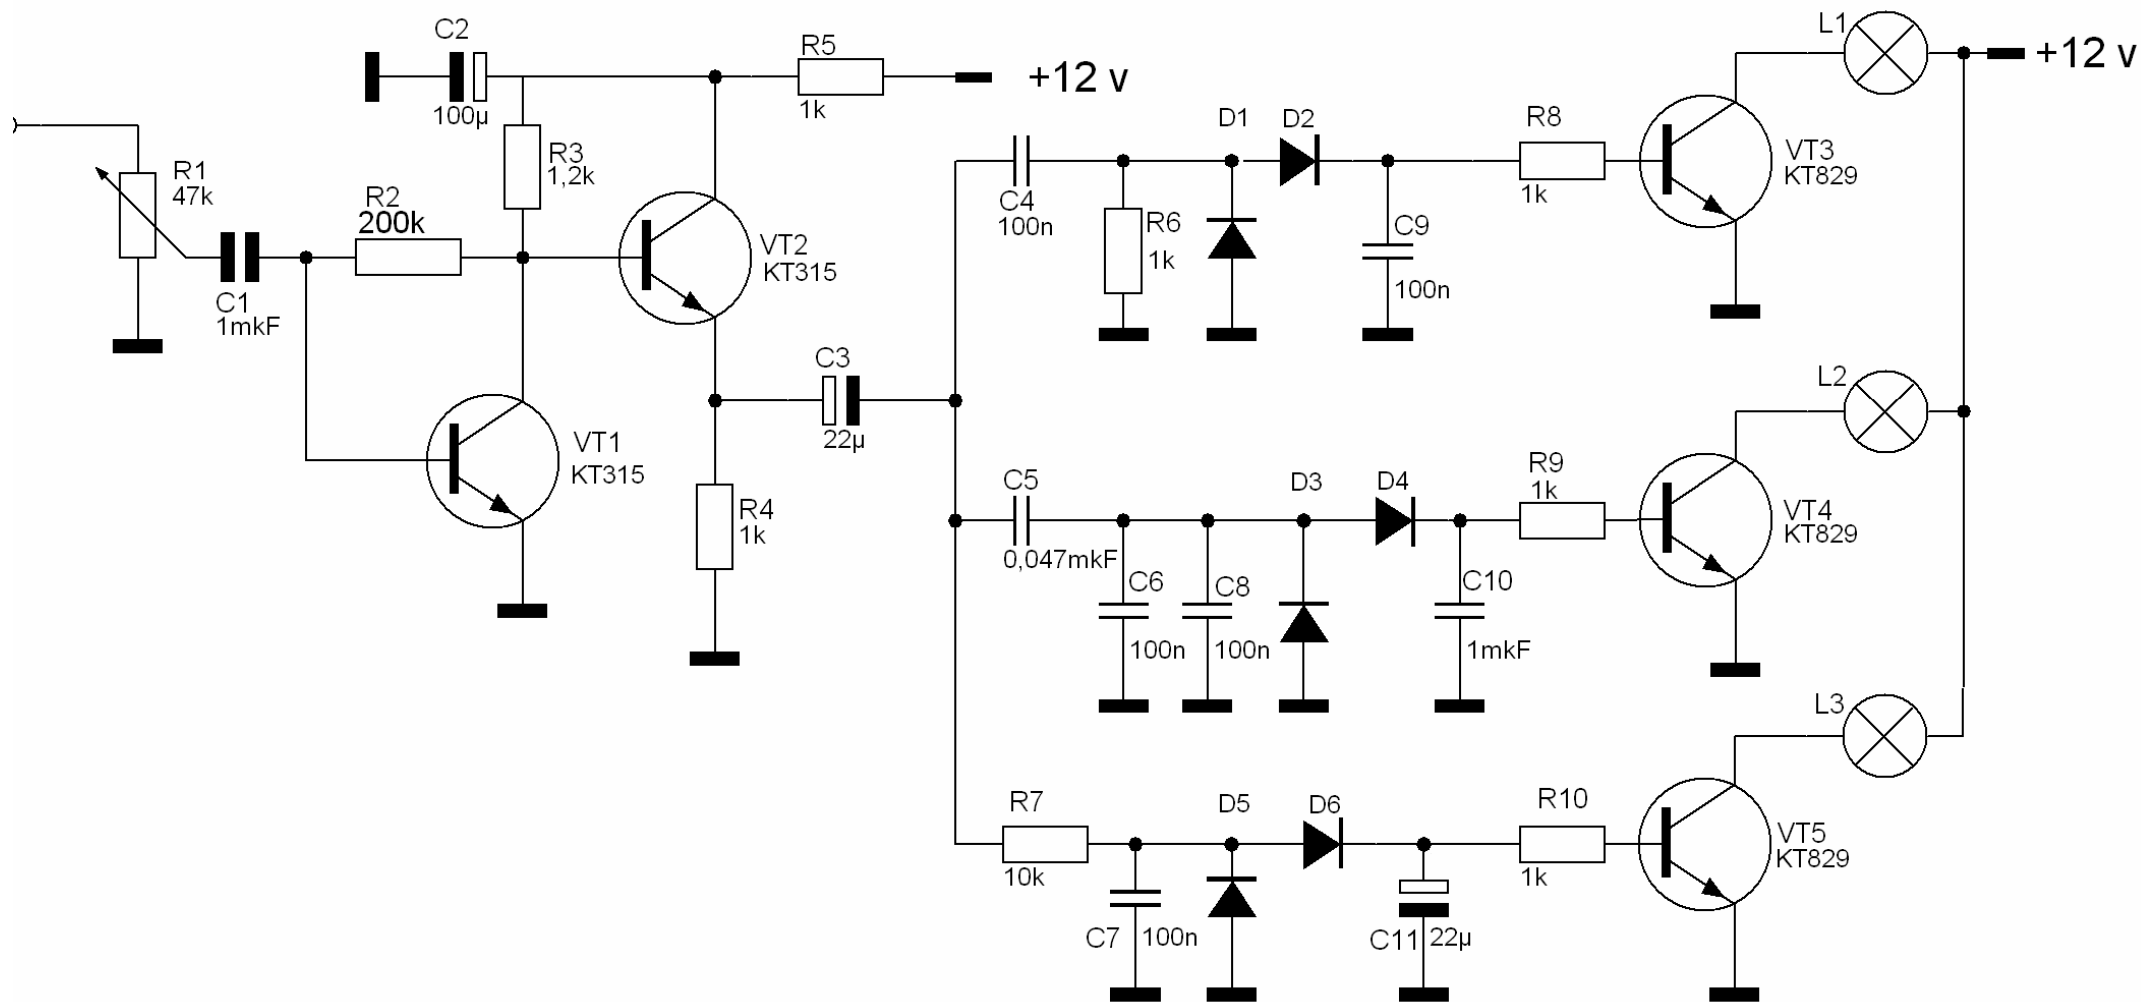 C2
100µ
R5
1k
+12 v
R1
47k
R3
1,2k
R2
200k
C1
1mkF
VT2
KT315
VT1
KT315
C3
22µ
R4
1k
C4
100n
R6
1k
D1
D2
C9
100n
R8
1k
VT3
KT829
L1
+12 v
C5
0,047mkF
C6
100n
C8
100n
D3
D4
C10
1mkF
R9
1k
VT4
KT829
L2
R7
10k
C7
100n
D5
D6
C11
22µ
R10
1k
VT5
KT829
L3